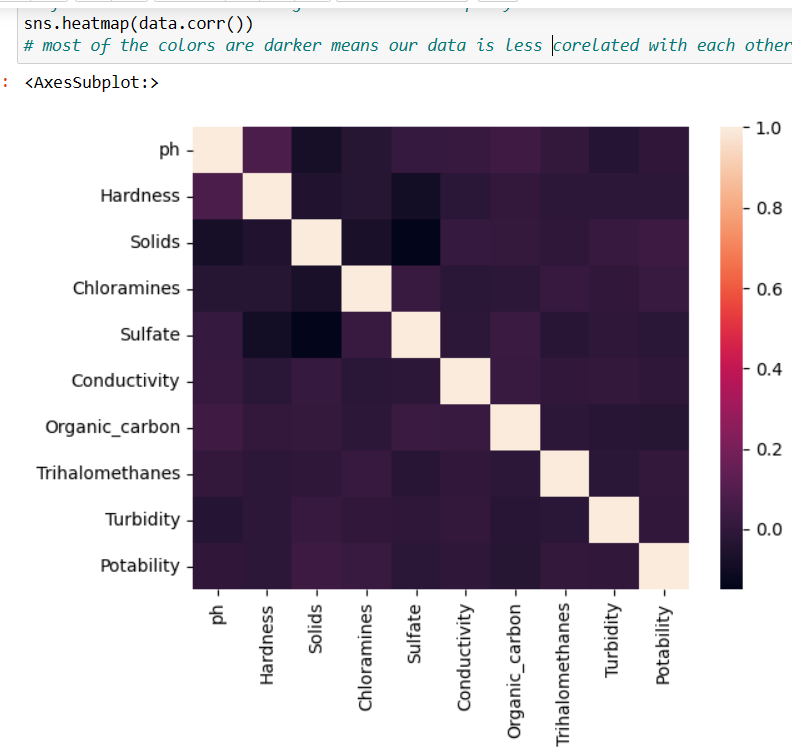 sns.heatmap(data.corr())
# most of the colors are darker means our data is less corelated with each other
: <AxesSubplot:>
ph
Hardness
Solids
Chloramines
Sulfate
Conductivity
Organic_carbon
Trihalomethanes
Turbidity
Potability
1.0
0.8
0.6
0.4
0.2
0.0
ph
Hardness
Solids
Chloramines
Sulfate
Conductivity
Organic_carbon
Trihalomethanes
Turbidity
Potability